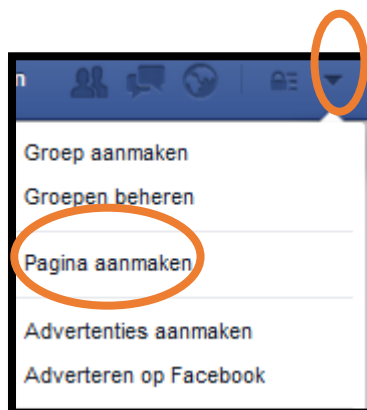 n
Groep aanmaken
Groepen beheren
Pagina aanmaken
Advertenties aanmaken
Adverteren op Facebook